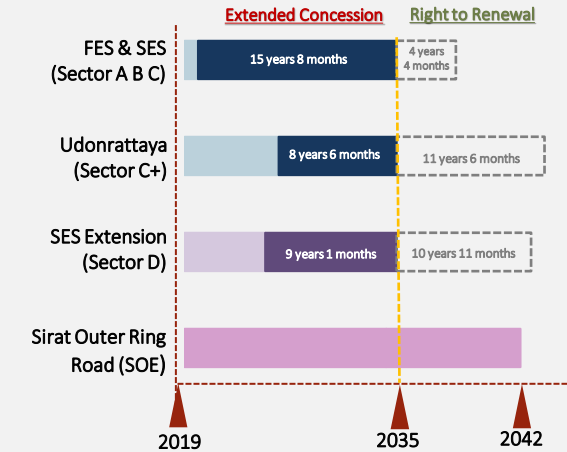 Extended Concession
Right to Renewal
FES & SES
(Sector A B C)
15 years 8 months
4 years
4 months
Udonrattaya
(Sector C+)
8 years 6 months
11 years 6 months
SES Extension
(Sector D)
9 years 1 months
10 years 11 months
Sirat Outer Ring
Road (SOE)
2019
2035
2042